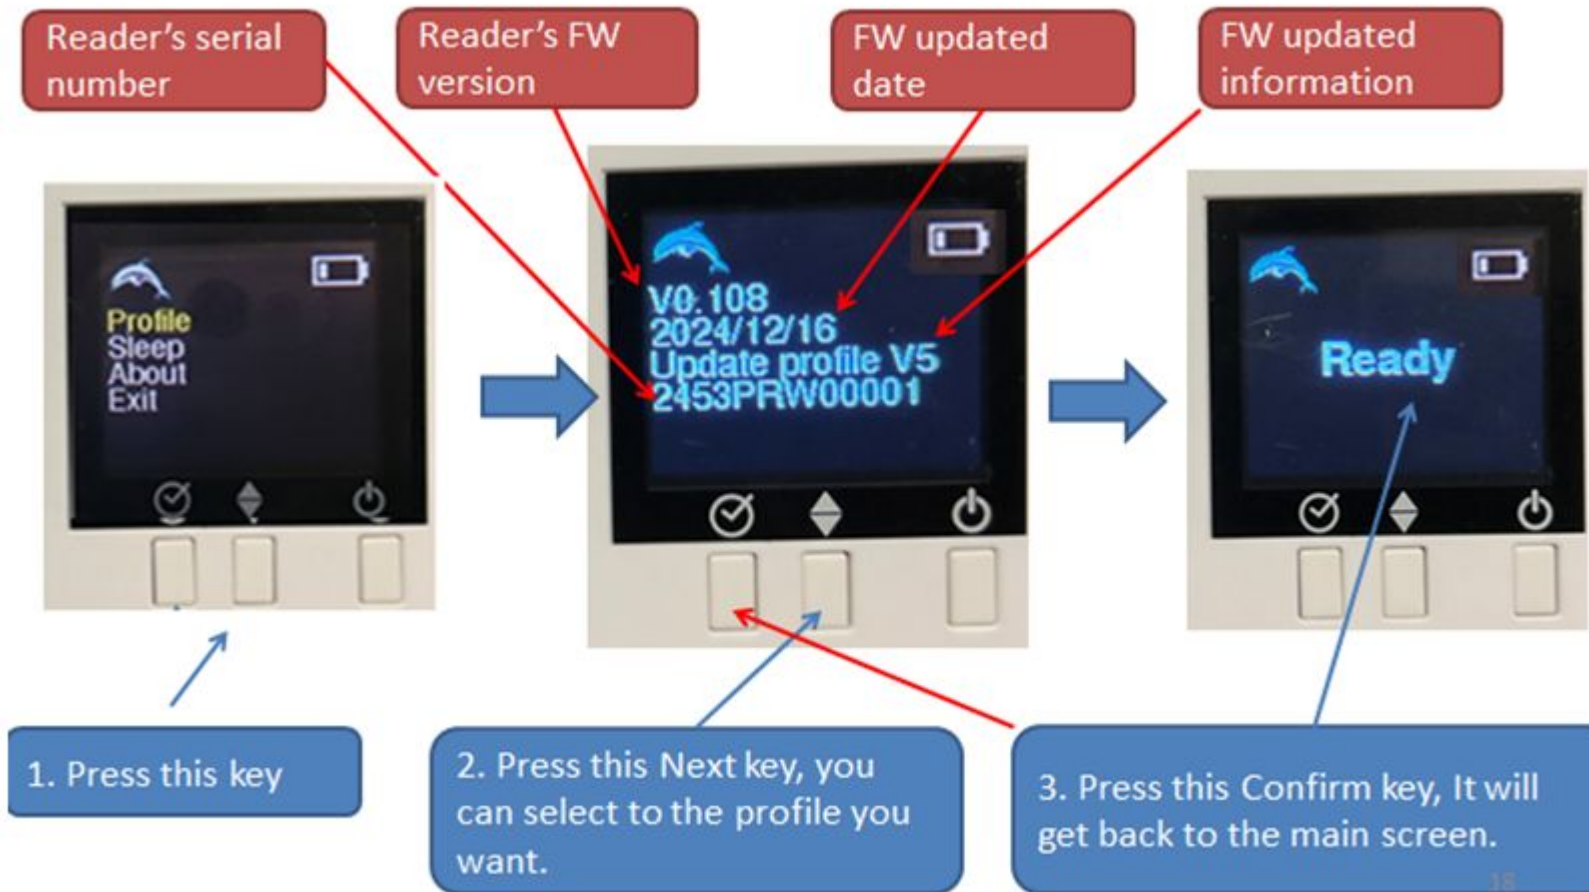 Reader's serial
number
Reader's FW
version
FW updated
date
FW updated
information
Profile
Sleep
About
Exit
V0.108
2024/12/16
Update profile V5
2453PRW00001
Ready
1. Press this key
2. Press this Next key, you
can select to the profile you
want.
3. Press this Confirm key, It will
get back to the main screen.
18